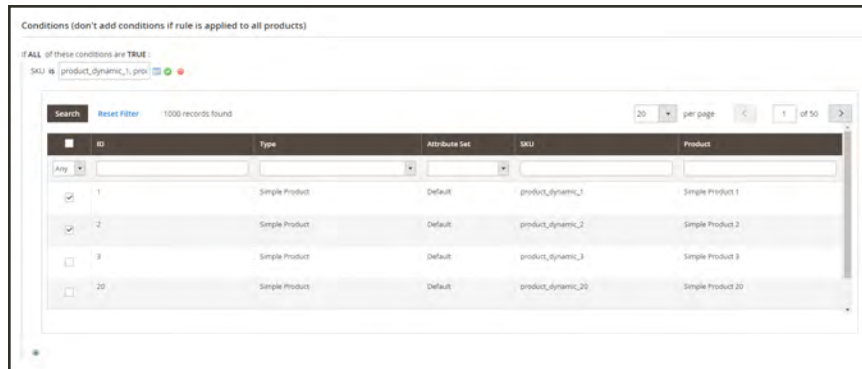 Conditions (don't add conditions if rule is applied to all products)
If ALL of these conditions are TRUE :
SKU is product_dynamic_1, prod
Search Reset Filter 1000 records found 20 per page 1 of 50
ID Type Attribute Set SKU Product
Any
1 Simple Product Default product_dynamic_1 Simple Product 1
2 Simple Product Default product_dynamic_2 Simple Product 2
3 Simple Product Default product_dynamic_3 Simple Product 3
20 Simple Product Default product_dynamic_20 Simple Product 20